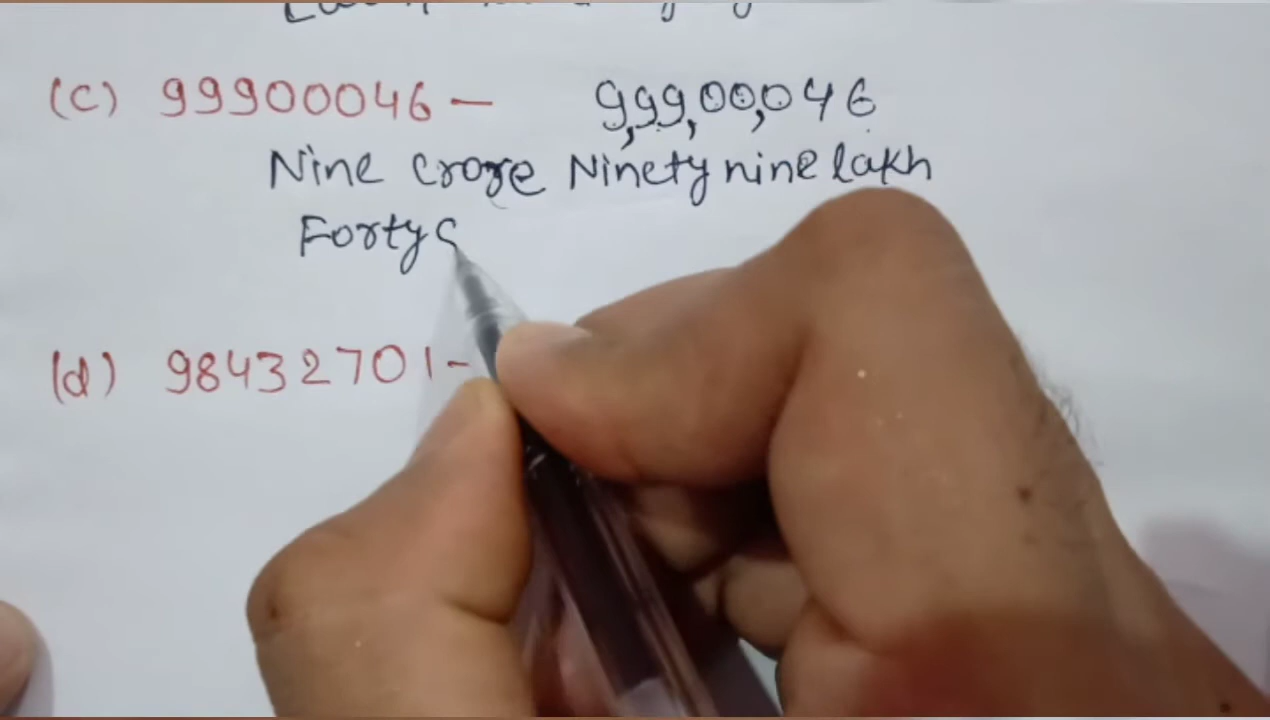 (c) 99900046 - 9,99,00,046
Nine crore Ninety nine lakh
Forty s
(d) 98432701-